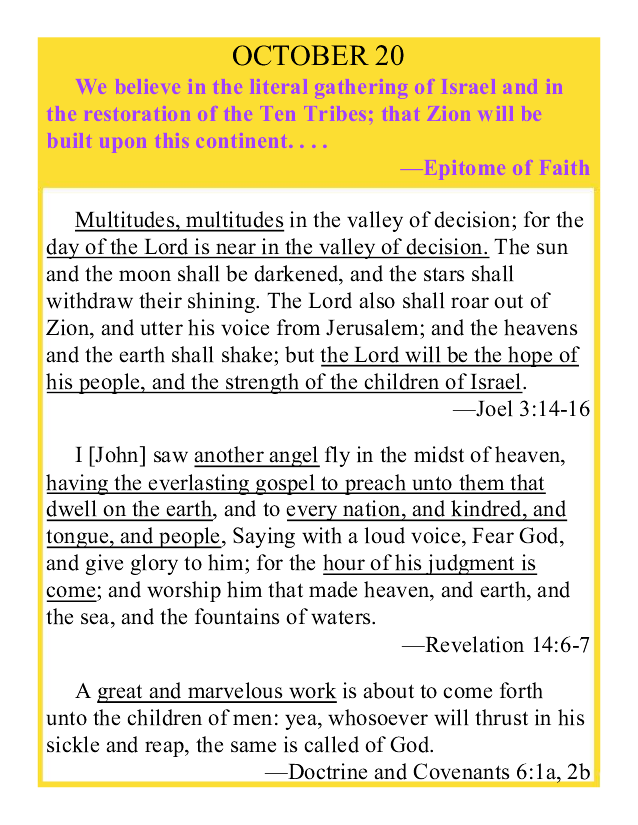 OCTOBER 20
We believe in the literal gathering of Israel and in
the restoration of the Ten Tribes; that Zion will be
built upon this continent. . . .
—Epitome of Faith
Multitudes, multitudes in the valley of decision; for the
day of the Lord is near in the valley of decision. The sun
and the moon shall be darkened, and the stars shall
withdraw their shining. The Lord also shall roar out of
Zion, and utter his voice from Jerusalem; and the heavens
and the earth shall shake; but the Lord will be the hope of
his people, and the strength of the children of Israel.
—Joel 3:14-16
I [John] saw another angel fly in the midst of heaven,
having the everlasting gospel to preach unto them that
dwell on the earth, and to every nation, and kindred, and
tongue, and people, Saying with a loud voice, Fear God,
and give glory to him; for the hour of his judgment is
come; and worship him that made heaven, and earth, and
the sea, and the fountains of waters.
—Revelation 14:6-7
A great and marvelous work is about to come forth
unto the children of men: yea, whosoever will thrust in his
sickle and reap, the same is called of God.
—Doctrine and Covenants 6:1a, 2b